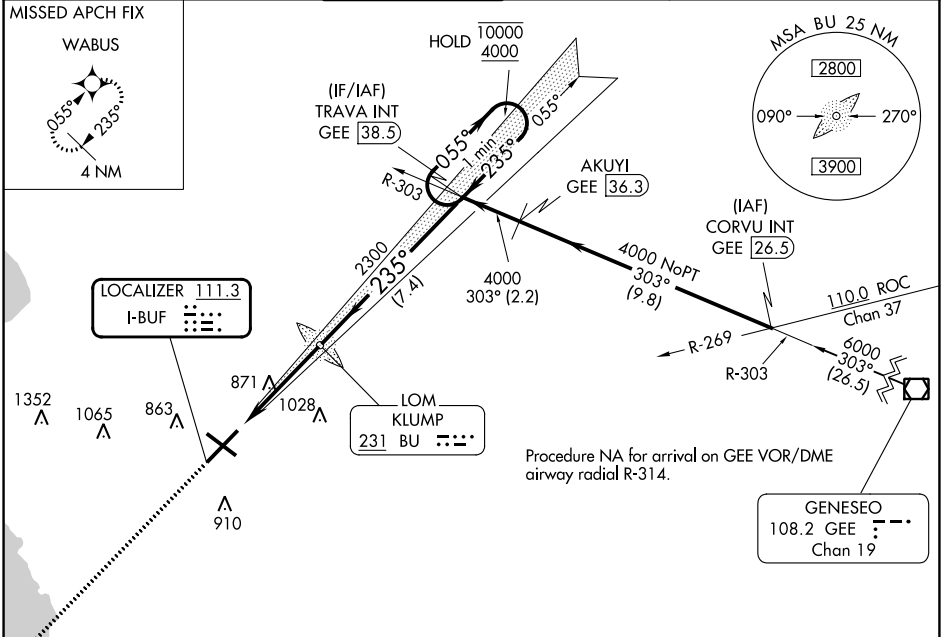 MISSED APCH FIX
WABUS
055°
235°
4 NM
HOLD
10000
4000
(IF/IAF)
TRAVA INT
GEE 38.5
055°
1 min
235°
055°
R-303
AKUYI
GEE 36.3
MSA BU 25 NM
2800
090°
270°
3900
(IAF)
CORVU INT
GEE 26.5
4000 NoPT
303°
(9.8)
4000
303° (2.2)
2300
235°
(7.4)
110.0 ROC
Chan 37
R-269
R-303
6000
303°
(26.5)
LOCALIZER 111.3
I-BUF
871
1028
1352
1065
863
910
LOM
KLUMP
231 BU
Procedure NA for arrival on GEE VOR/DME
airway radial R-314.
GENESEO
108.2 GEE
Chan 19